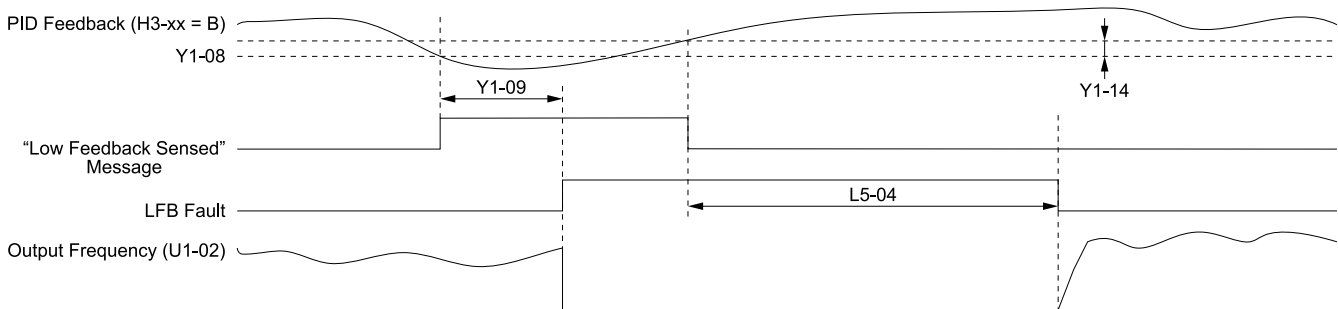 PID Feedback (H3-xx = B)
Y1-08
Y1-09
Y1-14
“Low Feedback Sensed”
Message
L5-04
LFB Fault
Output Frequency (U1-02)